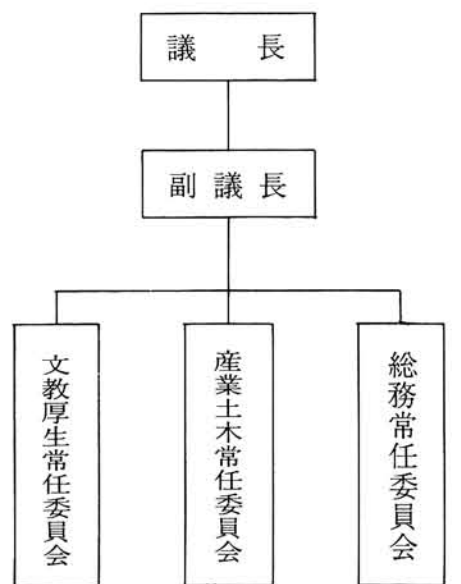 議長
副議長
総務常任委員会
産業土木常任委員会
文教厚生常任委員会